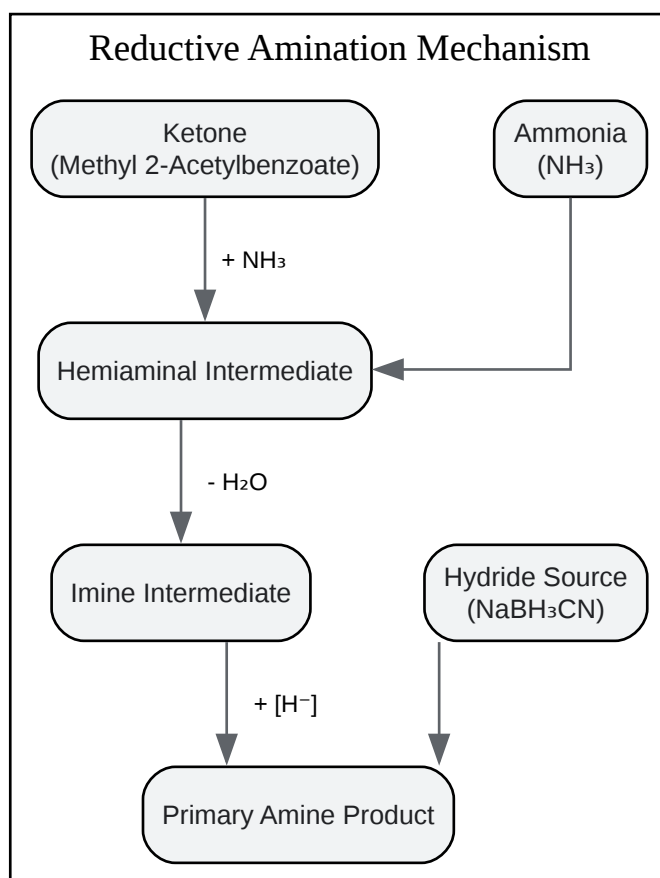 Reductive Amination Mechanism
Ketone
(Methyl 2-Acetylbenzoate)
Ammonia
(NH₃)
+ NH₃
Hemiaminal Intermediate
- H₂O
Imine Intermediate
Hydride Source
(NaBH₃CN)
+ [H⁻]
Primary Amine Product